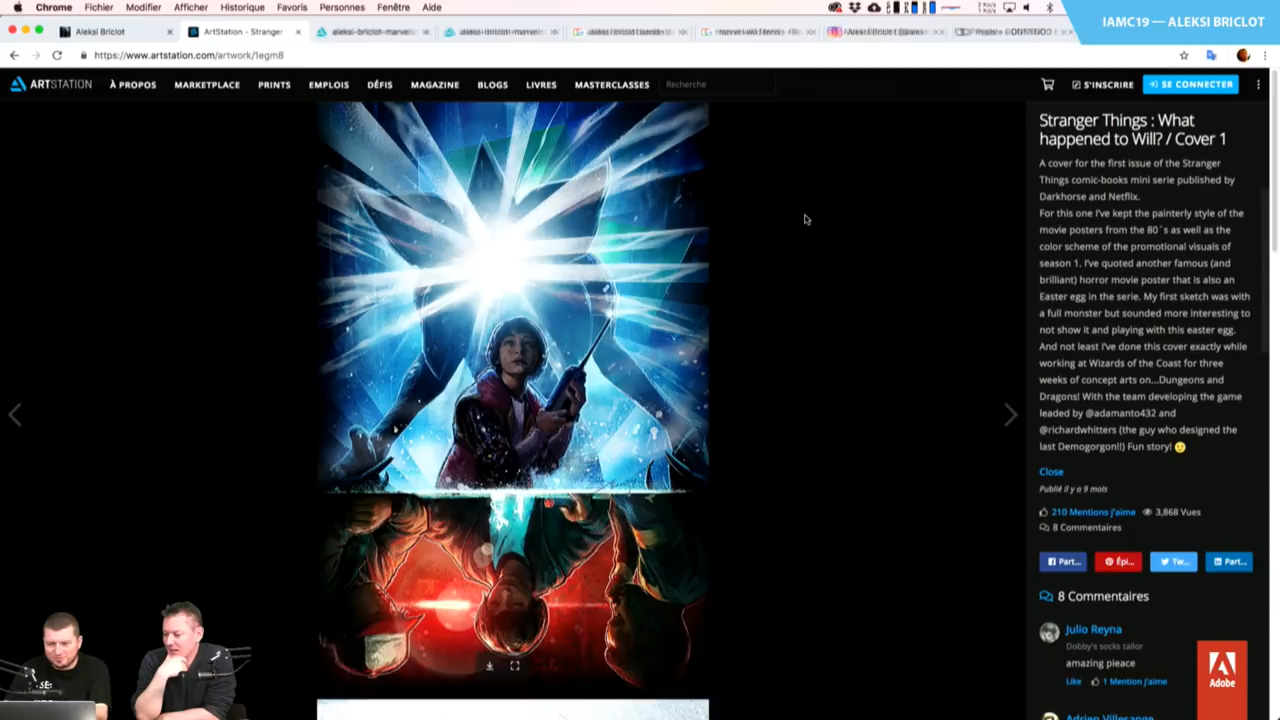 Chrome Fichier Modifier Afficher Historique Favoris Personnes Fenêtre Aide
IAMC19 — ALEKSI BRICLOT
Aleksi Briclot
ArtStation - Stranger
https://www.artstation.com/artwork/1egm8
ARTSTATION À PROPOS MARKETPLACE PRINTS EMPLOIS DÉFIS MAGAZINE BLOGS LIVRES MASTERCLASSES Recherche S'INSCRIRE SE CONNECTER
Stranger Things : What
happened to Will? / Cover 1
A cover for the first issue of the Stranger
Things comic-books mini serie published by
Darkhorse and Netflix.
For this one I've kept the painterly style of the
movie posters from the 80´s as well as the
color scheme of the promotional visuals of
season 1. I've quoted another famous (and
brilliant) horror movie poster that is also an
Easter egg in the serie. My first sketch was with
a full monster but sounded more interesting to
not show it and playing with this easter egg.
And not least I've done this cover exactly while
working at Wizards of the Coast for three
weeks of concept arts on...Dungeons and
Dragons! With the team developing the game
leaded by @adamanto432 and
@richardwhitters (the guy who designed the
last Demogorgon!!) Fun story!
Close
Publié il y a 9 mois
210 Mentions j'aime 3,868 Vues
8 Commentaires
Part... Épi... Tw... Part...
8 Commentaires
Julio Reyna
Dobby's socks tailor
amazing pieace
Like 1 Mention j'aime
Adobe